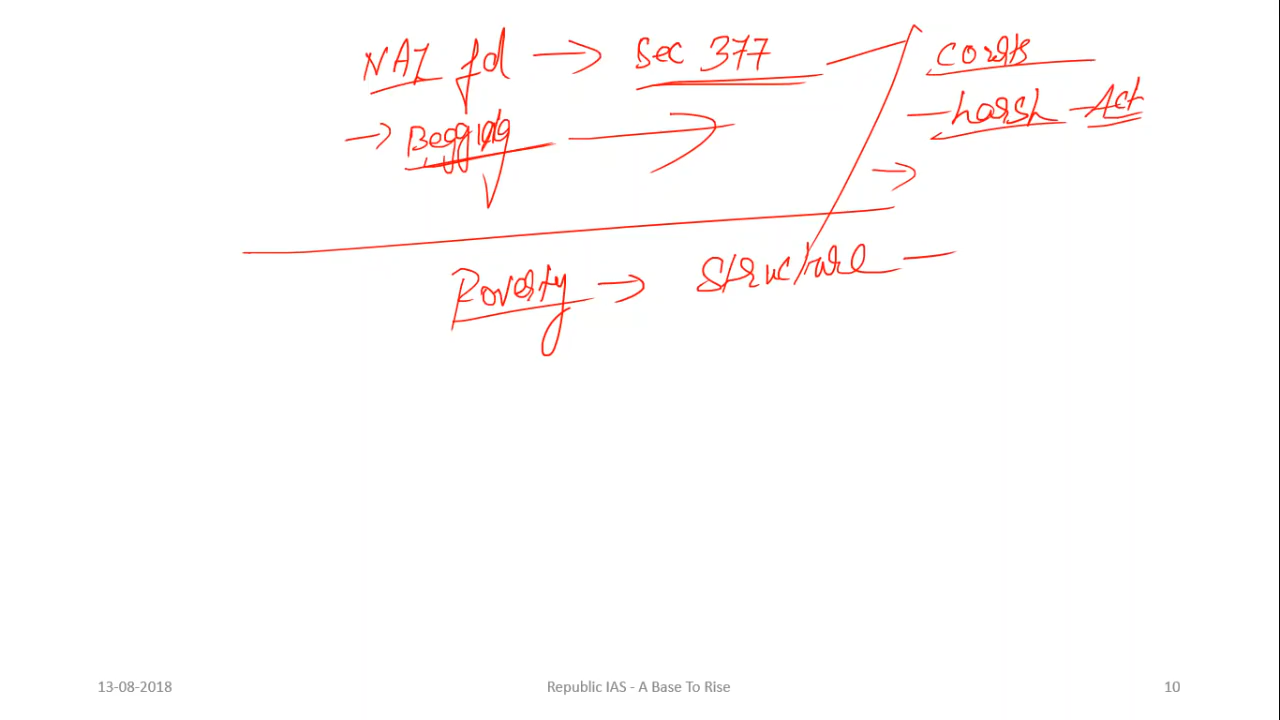 NAZ fd → Sec 377
courts
→ Begging →
- harsh - Act
→
Poverty → Structure -
13-08-2018 Republic IAS - A Base To Rise 10